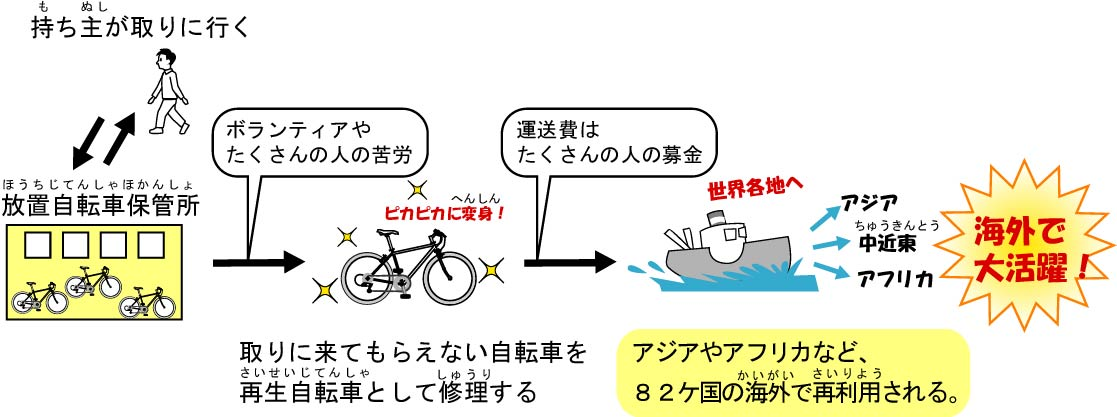 も ぬし
持ち主が取りに行く
ボランティアや
たくさんの人の苦労
運送費は
たくさんの人の募金
ほうちじてんしゃほかんしょ
放置自転車保管所
へんしん
ピカピカに変身！
世界各地へ
アジア
ちゅうきんとう
中近東
アフリカ
海外で
大活躍！
取りに来てもらえない自転車を
さいせいじてんしゃ しゅうり
再生自転車として修理する
アジアやアフリカなど、
かいがい さいりよう
８２ケ国の海外で再利用される。